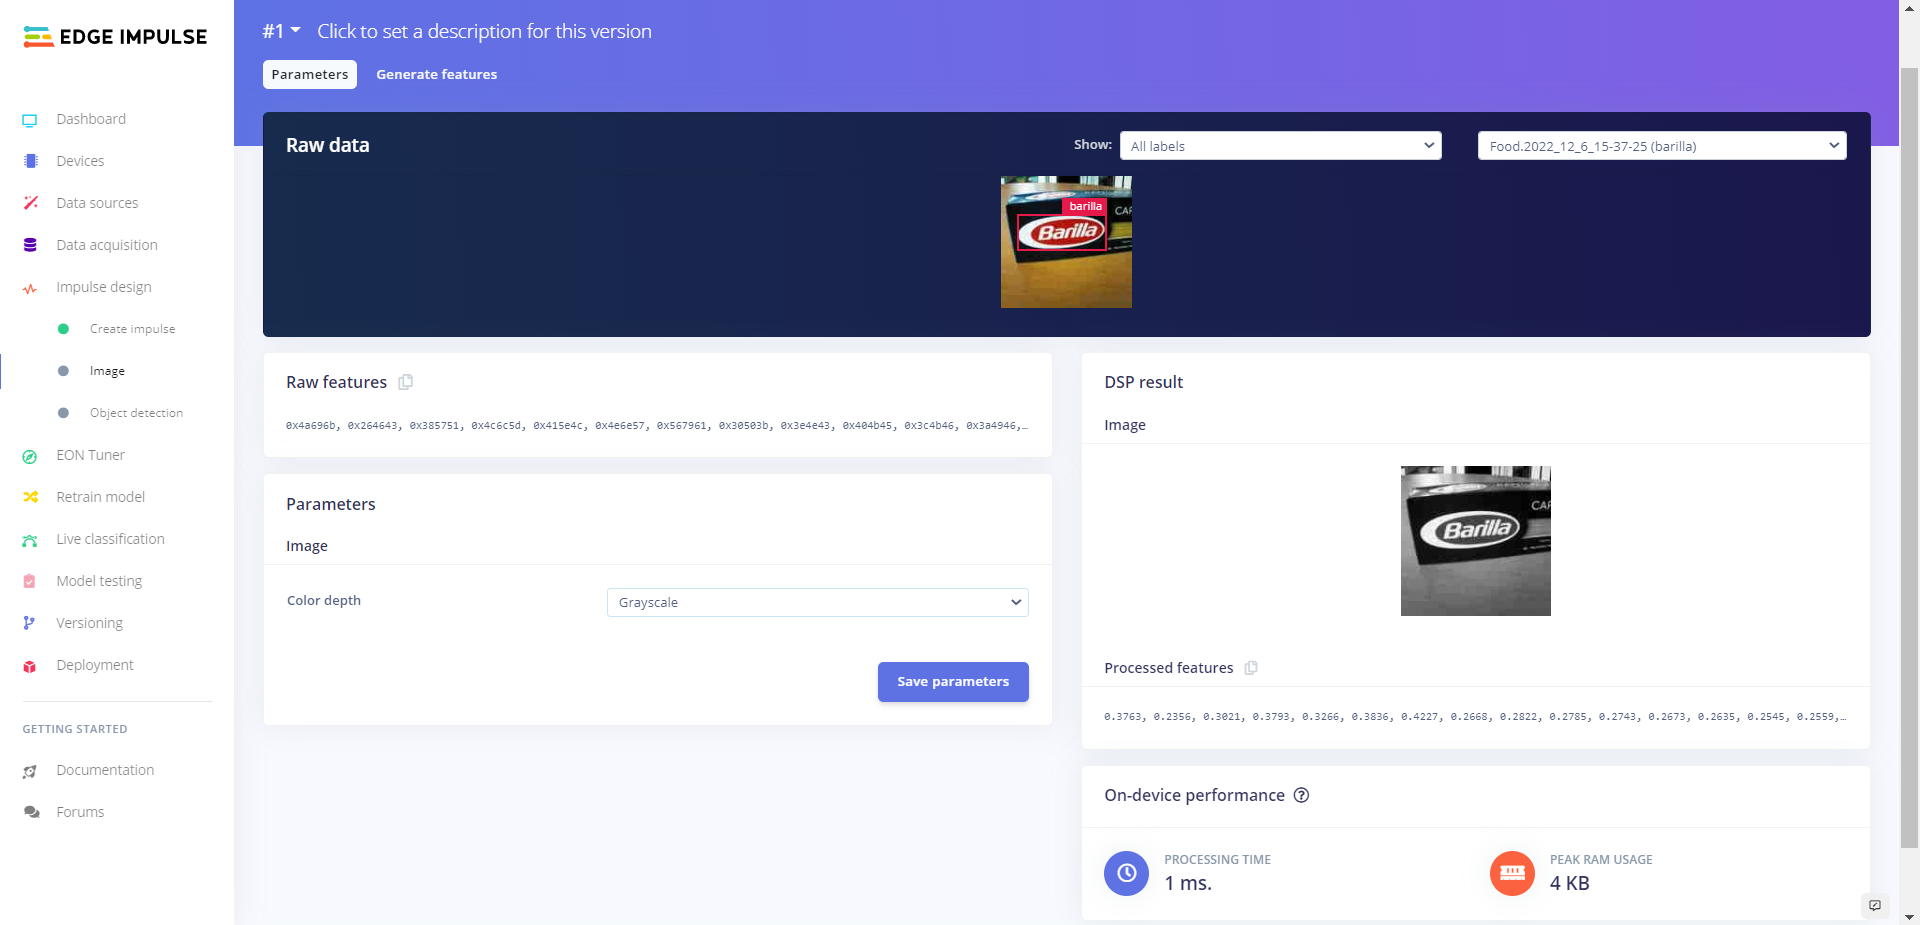 EDGE IMPULSE
#1
Click to set a description for this version
Parameters
Generate features
Dashboard
Devices
Data sources
Data acquisition
Impulse design
Create impulse
Image
Object detection
EON Tuner
Retrain model
Live classification
Model testing
Versioning
Deployment
GETTING STARTED
Documentation
Forums
Raw data
Show:
All labels
Food.2022_12_6_15-37-25 (barilla)
barilla
CAP
Barilla
Raw features
0x4a696b, 0x264643, 0x385751, 0x4c6c5d, 0x415e4c, 0x4e6e57, 0x567961, 0x30503b, 0x3e4e43, 0x404b45, 0x3c4b46, 0x3a4946,…
Parameters
Image
Color depth
Grayscale
Save parameters
DSP result
Image
CAP
Barilla
Processed features
0.3763, 0.2356, 0.3021, 0.3793, 0.3266, 0.3836, 0.4227, 0.2668, 0.2822, 0.2785, 0.2743, 0.2673, 0.2635, 0.2545, 0.2559,…
On-device performance
?
PROCESSING TIME
1 ms.
PEAK RAM USAGE
4 KB